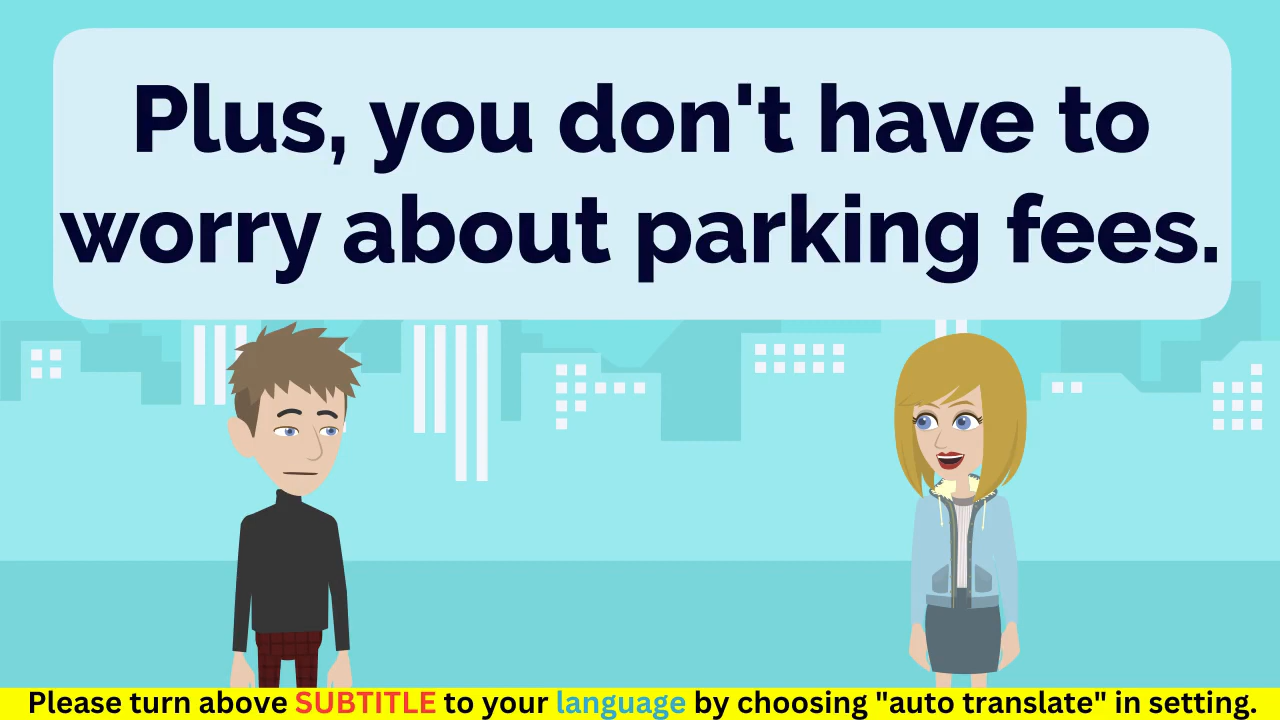 Plus, you don't have to
worry about parking fees.
Please turn above SUBTITLE to your language by choosing "auto translate" in setting.